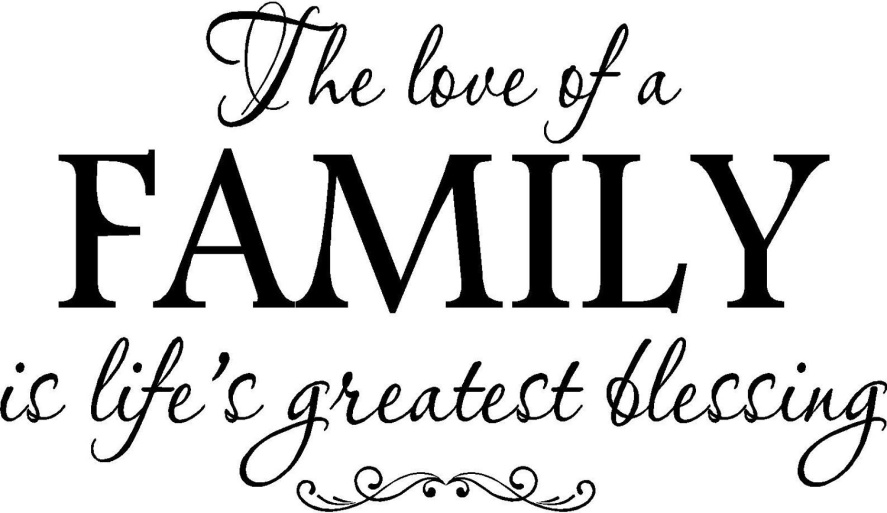 The love of a
FAMILY
is life's greatest blessing